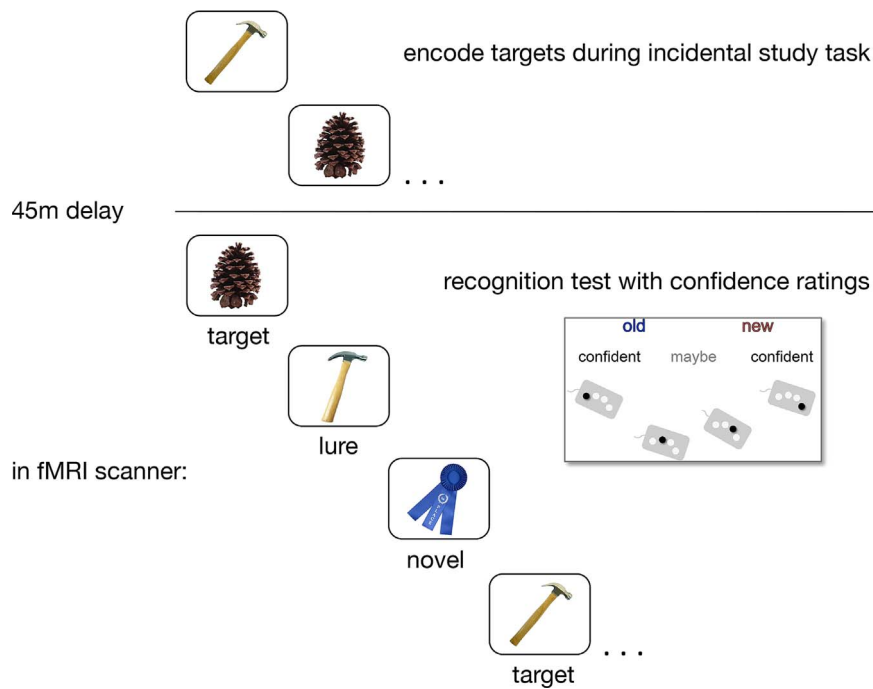 encode targets during incidental study task
. . .
45m delay
recognition test with confidence ratings
target
old new
confident maybe confident
lure
in fMRI scanner:
novel
target
. . .